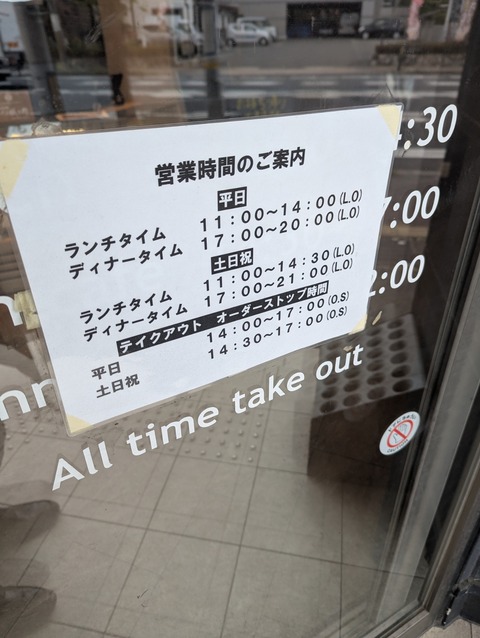 営業時間のご案内
平日
ランチタイム 11:00~14:00(L.O)
ディナータイム 17:00~20:00(L.O)
土日祝
ランチタイム 11:00~14:30(L.O)
ディナータイム 17:00~21:00(L.O)
テイクアウト オーダーストップ時間
平日 14:00~17:00(O.S)
土日祝 14:30~17:00(O.S)
:30
:00
:00
All time take out